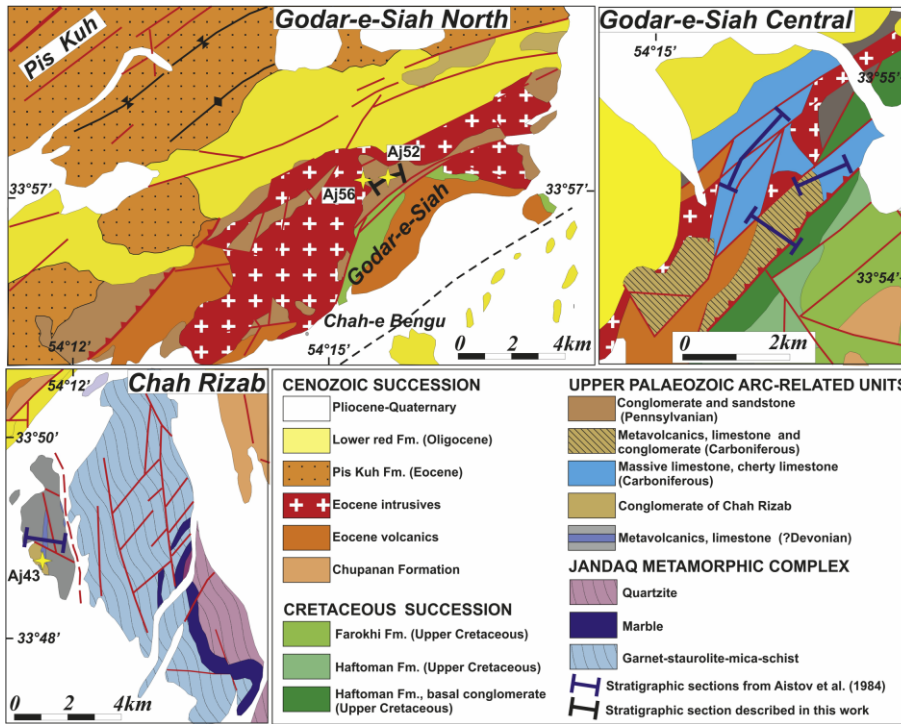 Godar-e-Siah North
Pis Kuh
Aj52
Aj56
33°57'
33°57'
Godar-e-Siah
Chah-e Bengu
54°12'
54°15'
0 2 4km
Godar-e-Siah Central
54°15'
33°55'
33°54'
0 2km
Chah Rizab
54°12'
33°50'
Aj43
33°48'
0 2 4km
CENOZOIC SUCCESSION
Pliocene-Quaternary
Lower red Fm. (Oligocene)
Pis Kuh Fm. (Eocene)
Eocene intrusives
Eocene volcanics
Chupanan Formation
CRETACEOUS SUCCESSION
Farokhi Fm. (Upper Cretaceous)
Haftoman Fm. (Upper Cretaceous)
Haftoman Fm., basal conglomerate
(Upper Cretaceous)
UPPER PALAEOZOIC ARC-RELATED UNITS
Conglomerate and sandstone
(Pennsylvanian)
Metavolcanics, limestone and
conglomerate (Carboniferous)
Massive limestone, cherty limestone
(Carboniferous)
Conglomerate of Chah Rizab
Metavolcanics, limestone (?Devonian)
JANDAQ METAMORPHIC COMPLEX
Quartzite
Marble
Garnet-staurolite-mica-schist
Stratigraphic sections from Aistov et al. (1984)
Stratigraphic section described in this work